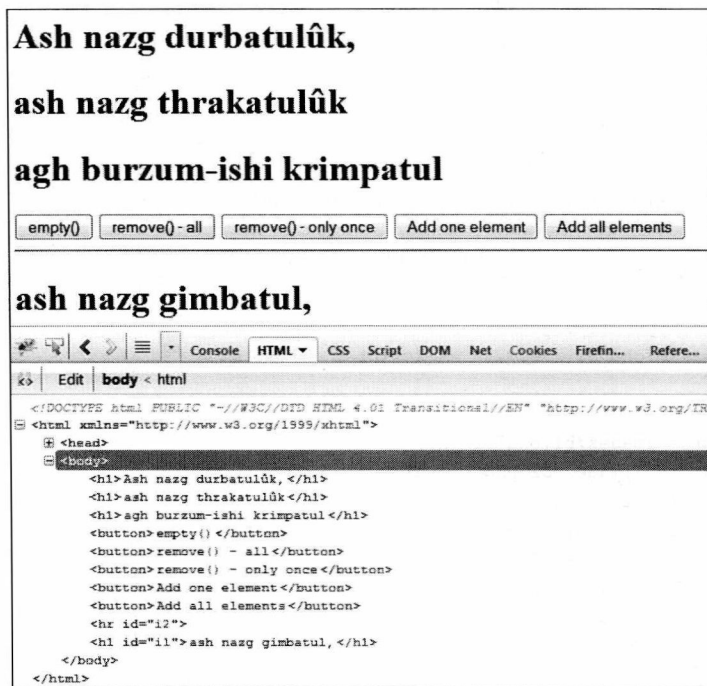 Ash nazg durbatulûk,
ash nazg thrakatulûk
agh burzum-ishi krimpatul
empty() remove() - all remove() - only once Add one element Add all elements
ash nazg gimbatul,
Console HTML CSS Script DOM Net Cookies Firefin... Refere...
Edit body < html
<!DOCTYPE html PUBLIC "-//W3C//DTD HTML 4.01 Transitional//EN" "http://www.w3.org/TR
<html xmlns="http://www.w3.org/1999/xhtml">
<head>
<body>
<h1>Ash nazg durbatulûk,</h1>
<h1>ash nazg thrakatulûk</h1>
<h1>agh burzum-ishi krimpatul</h1>
<button>empty()</button>
<button>remove() - all</button>
<button>remove() - only once</button>
<button>Add one element</button>
<button>Add all elements</button>
<hr id="i2">
<h1 id="i1">ash nazg gimbatul,</h1>
</body>
</html>